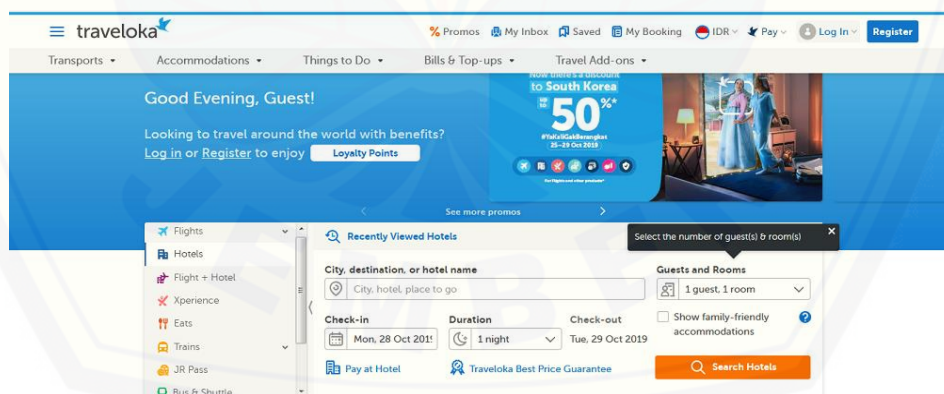 traveloka
% Promos My Inbox Saved My Booking IDR Pay Log In Register
Transports Accommodations Things to Do Bills & Top-ups Travel Add-ons
Good Evening, Guest!
Looking to travel around the world with benefits?
Log in or Register to enjoy Loyalty Points
Now there's a discount
to South Korea
50%*
25-29 Oct 2019
See more promos
Flights
Hotels
Flight + Hotel
Xperience
Eats
Trains
JR Pass
Bus & Shuttle
Recently Viewed Hotels
Select the number of guest(s) & room(s)
City, destination, or hotel name
City, hotel, place to go
Guests and Rooms
1 guest, 1 room
Check-in
Mon, 28 Oct 201
Duration
1 night
Check-out
Tue, 29 Oct 2019
Show family-friendly
accommodations
Pay at Hotel
Traveloka Best Price Guarantee
Search Hotels